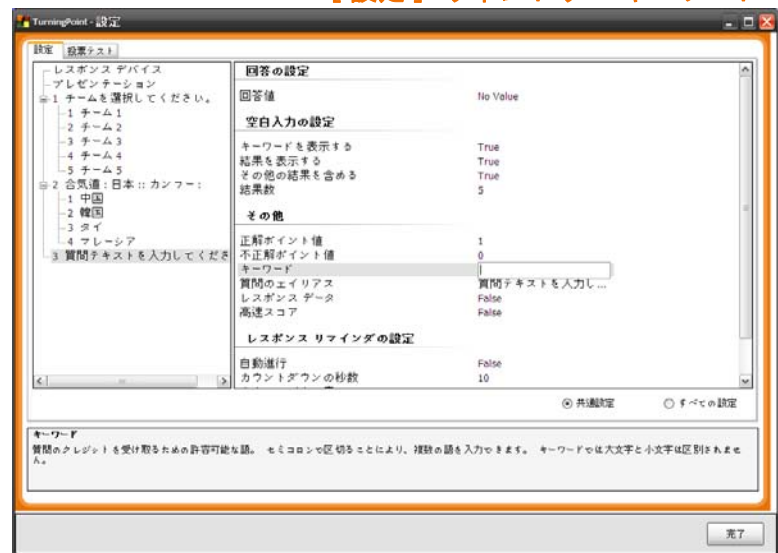 TurningPoint - 設定
設定
投票テスト
レスポンス デバイス
プレゼンテーション
1 チームを選択してください。
1 チーム 1
2 チーム 2
3 チーム 3
4 チーム 4
5 チーム 5
2 合気道:日本 :: カンフー:
1 中国
2 韓国
3 タイ
4 マレーシア
3 質問テキストを入力してくださ
回答の設定
回答値 No Value
空白入力の設定
キーワードを表示する True
結果を表示する True
その他の結果を含める True
結果数 5
その他
正解ポイント値 1
不正解ポイント値 0
キーワード
質問のエイリアス 質問テキストを入力し...
レスポンス データ False
高速スコア False
レスポンス リマインダの設定
自動進行 False
カウントダウンの秒数 10
共通設定
すべての設定
キーワード
質問のクレジットを受け取るための許容可能な語。 セミコロンで区切ることにより、複数の語を入力できます。 キーワードでは大文字と小文字は区別されませ
ん。
完了